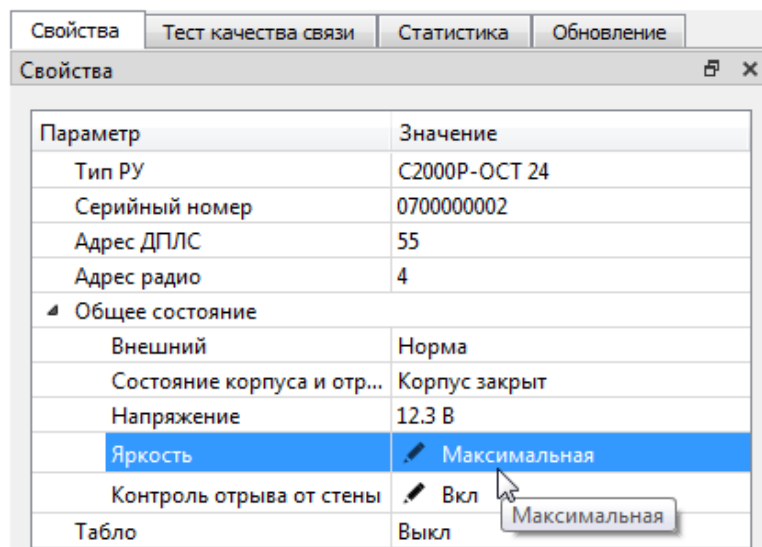 Свойства Тест качества связи Статистика Обновление
Свойства
Параметр Значение
Тип РУ С2000Р-ОСТ 24
Серийный номер 0700000002
Адрес ДПЛС 55
Адрес радио 4
Общее состояние
Внешний Норма
Состояние корпуса и отр... Корпус закрыт
Напряжение 12.3 В
Яркость Максимальная
Контроль отрыва от стены Вкл
Максимальная
Табло Выкл